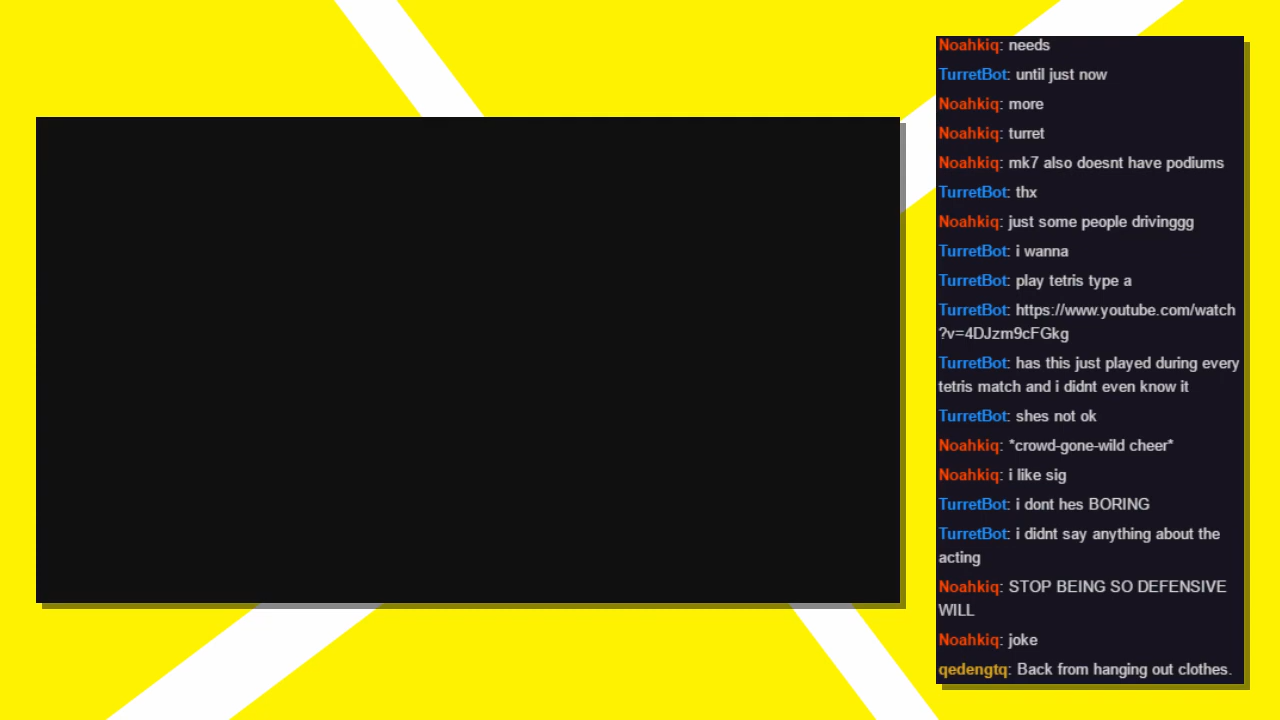 Noahkiq: needs
TurretBot: until just now
Noahkiq: more
Noahkiq: turret
Noahkiq: mk7 also doesnt have podiums
TurretBot: thx
Noahkiq: just some people drivinggg
TurretBot: i wanna
TurretBot: play tetris type a
TurretBot: https://www.youtube.com/watch
?v=4DJzm9cFGkg
TurretBot: has this just played during every
tetris match and i didnt even know it
TurretBot: shes not ok
Noahkiq: *crowd-gone-wild cheer*
Noahkiq: i like sig
TurretBot: i dont hes BORING
TurretBot: i didnt say anything about the
acting
Noahkiq: STOP BEING SO DEFENSIVE
WILL
Noahkiq: joke
qedengtq: Back from hanging out clothes.